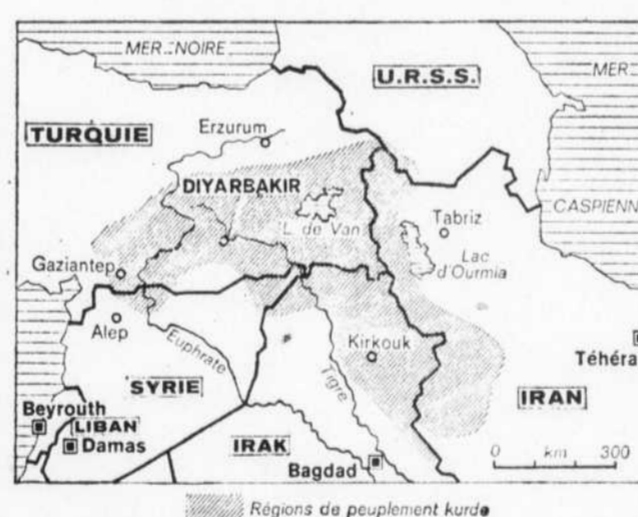 MER NOIRE
U.R.S.S.
MER
TURQUIE
Erzurum
DIYARBAKIR
L. de Van
Tabriz
CASPIENN
Gaziantep
Lac
d'Ourmia
Alep
Euphrate
Kirkouk
Tigre
Téhéra
SYRIE
IRAN
Beyrouth
LIBAN
Damas
IRAK
Bagdad
0 km 300
Régions de peuplement kurde